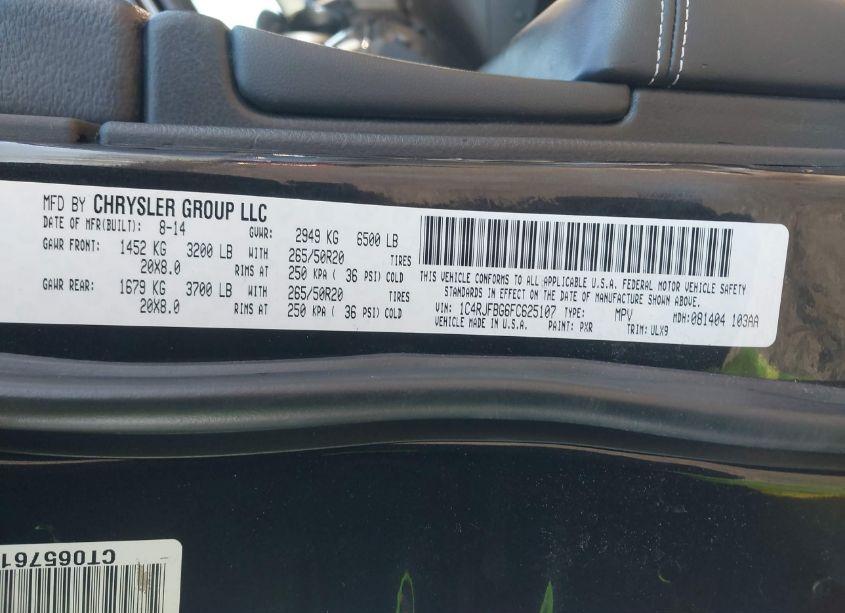 MFD BY CHRYSLER GROUP LLC
DATE OF MFR(BUILT): 8-14 GVWR: 2949 KG 6500 LB
GAWR FRONT: 1452 KG 3200 LB WITH 265/50R20 TIRES
20X8.0 RIMS AT 250 KPA ( 36 PSI) COLD
GAWR REAR: 1679 KG 3700 LB WITH 265/50R20 TIRES
20X8.0 RIMS AT 250 KPA ( 36 PSI) COLD
THIS VEHICLE CONFORMS TO ALL APPLICABLE U.S.A. FEDERAL MOTOR VEHICLE SAFETY
STANDARDS IN EFFECT ON THE DATE OF MANUFACTURE SHOWN ABOVE.
VIN: 1C4RJFBG6FC625107 TYPE: MPV MDH: 081404 103AA
VEHICLE MADE IN U.S.A. PAINT: PXR TRIM: ULX9
CT065761